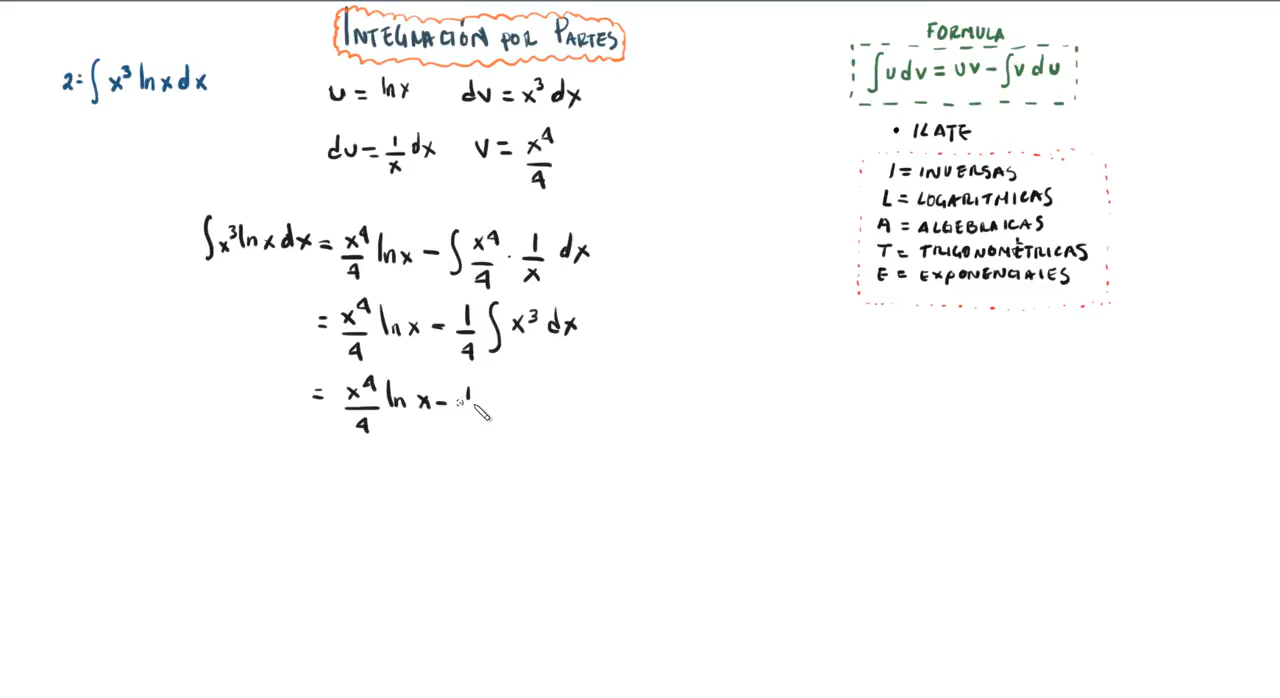 INTEGRACIÓN POR PARTES
2= ∫ x³ ln x dx
u = ln x    dv = x³ dx
du = 1/x dx    v = x⁴/4
∫ x³ ln x dx = x⁴/4 ln x − ∫ x⁴/4 · 1/x dx
= x⁴/4 ln x − 1/4 ∫ x³ dx
= x⁴/4 ln x − 1
FORMULA
∫ u dv = uv − ∫ v du
• ILATE
I = INVERSAS
L = LOGARITMICAS
A = ALGEBRAICAS
T = TRIGONOMÉTRICAS
E = EXPONENCIALES